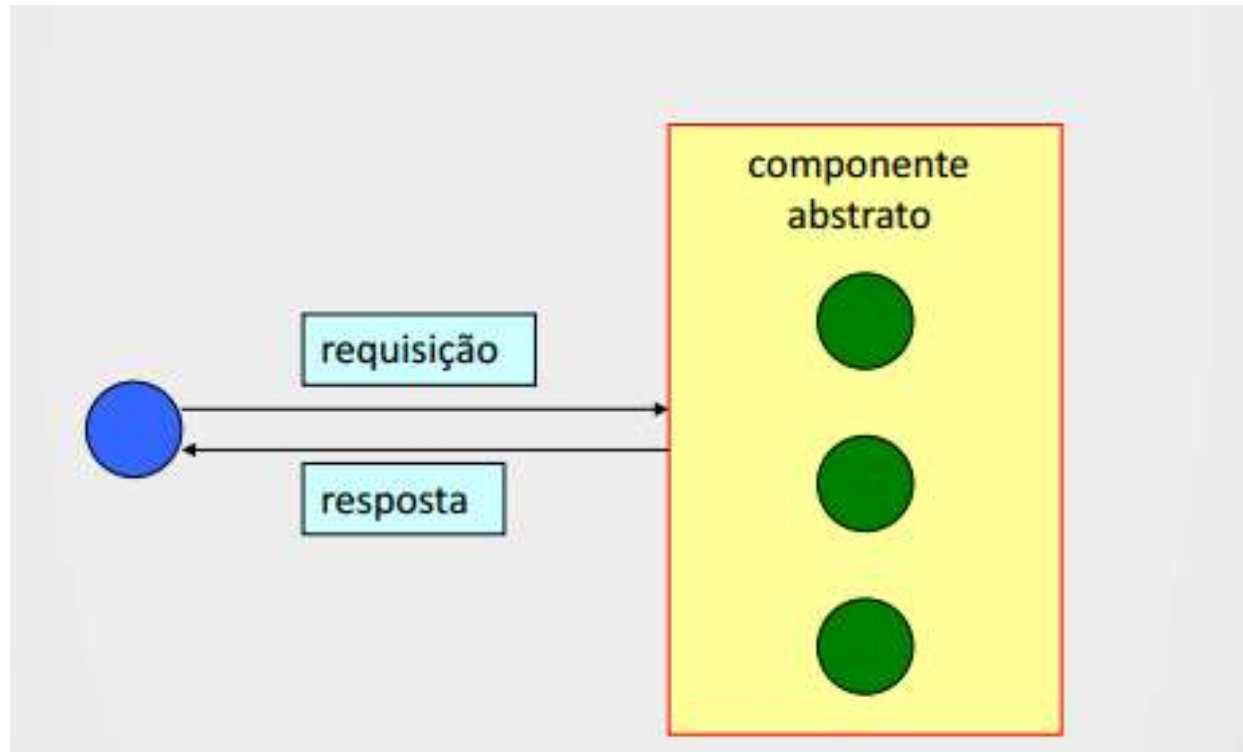 componente
abstrato
requisição
resposta